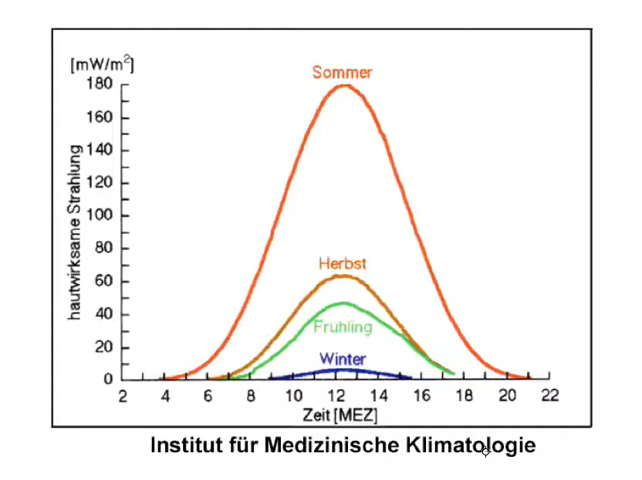 [mW/m²]
Sommer
180
160
140
120
100
80
60
40
20
0
hautwirksame Strahlung
Herbst
Fruhling
Winter
2 4 6 8 10 12 14 16 18 20 22
Zeit [MEZ]
Institut für Medizinische Klimatologie